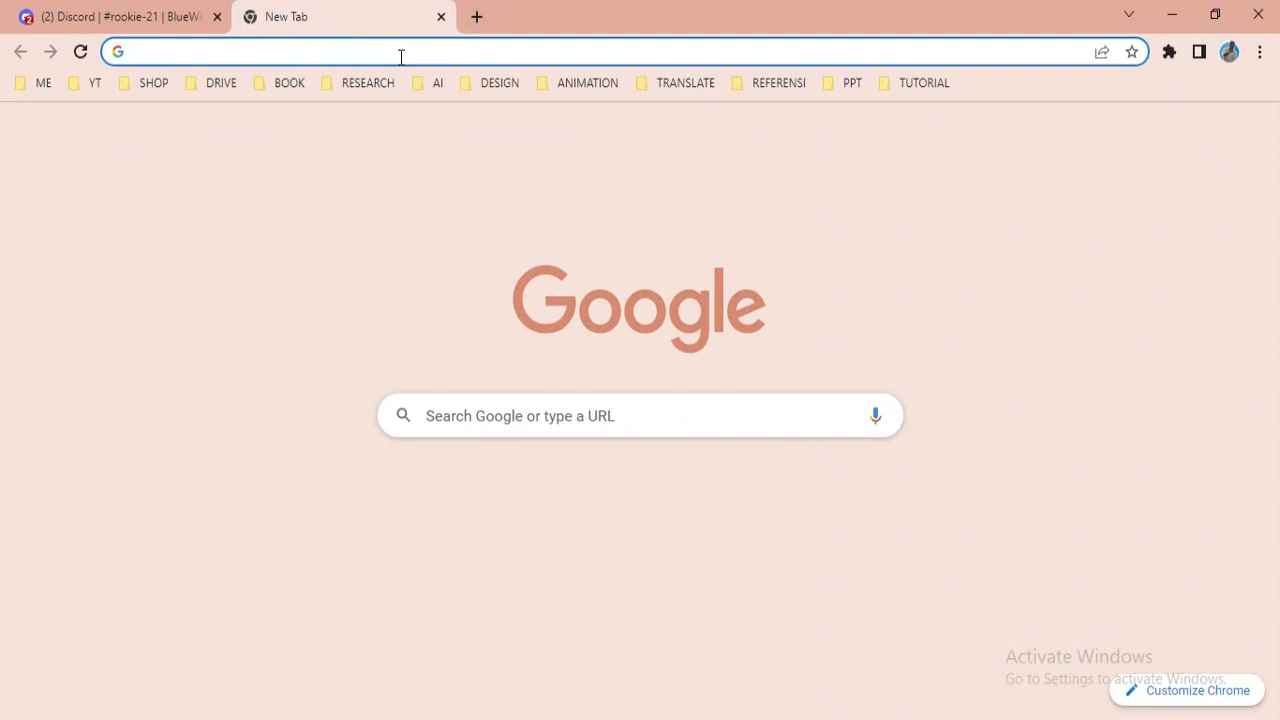 (2) Discord | #rookie-21 | BlueWi
New Tab
ME YT SHOP DRIVE BOOK RESEARCH AI DESIGN ANIMATION TRANSLATE REFERENSI PPT TUTORIAL
Google
Search Google or type a URL
Activate Windows
Go to Settings to activate Windows.
Customize Chrome